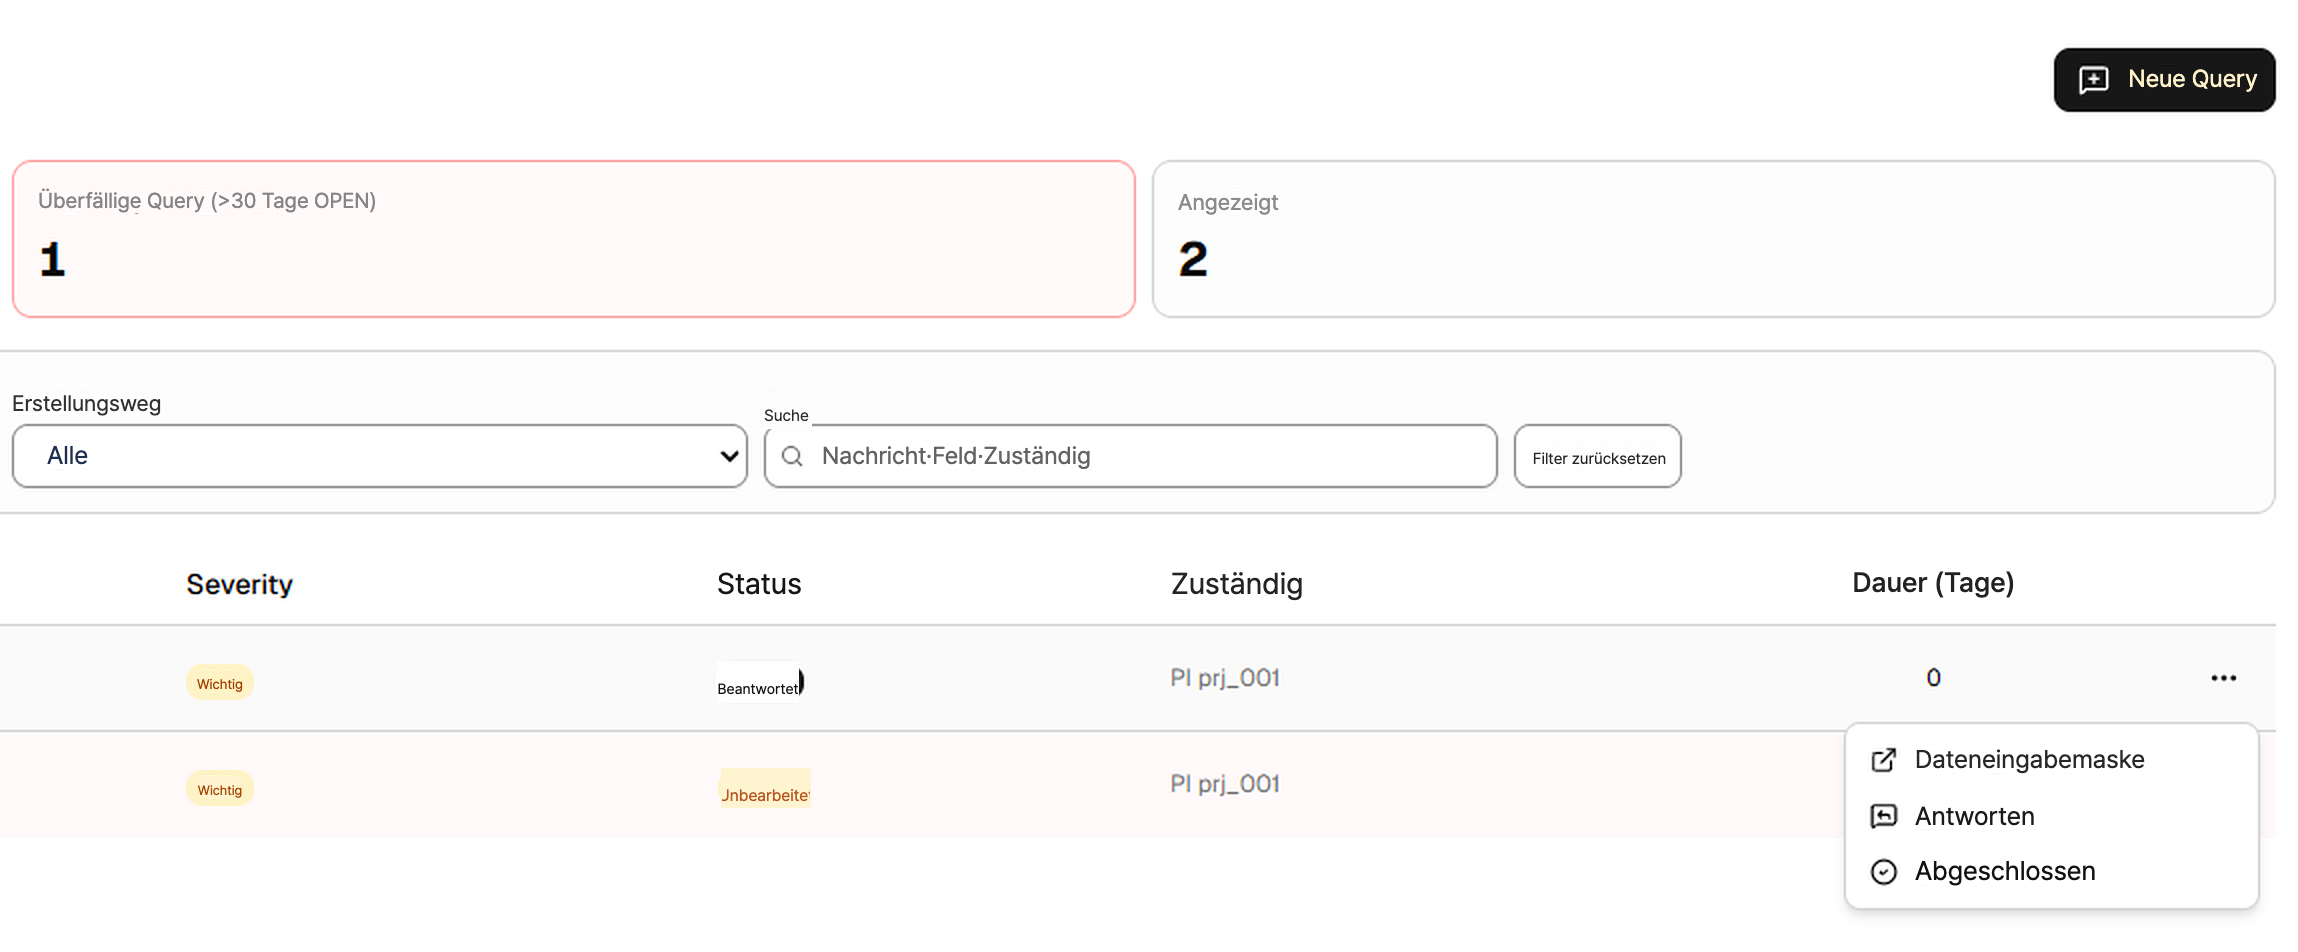 Neue Query
Überfällige Query (>30 Tage OPEN)
1
Angezeigt
2
Erstellungsweg
Alle
Suche
Nachricht·Feld·Zuständig
Filter zurücksetzen
Severity Status Zuständig Dauer (Tage)
Wichtig Beantwortet PI prj_001 0
Wichtig Unbearbeitet PI prj_001
Dateneingabemaske
Antworten
Abgeschlossen